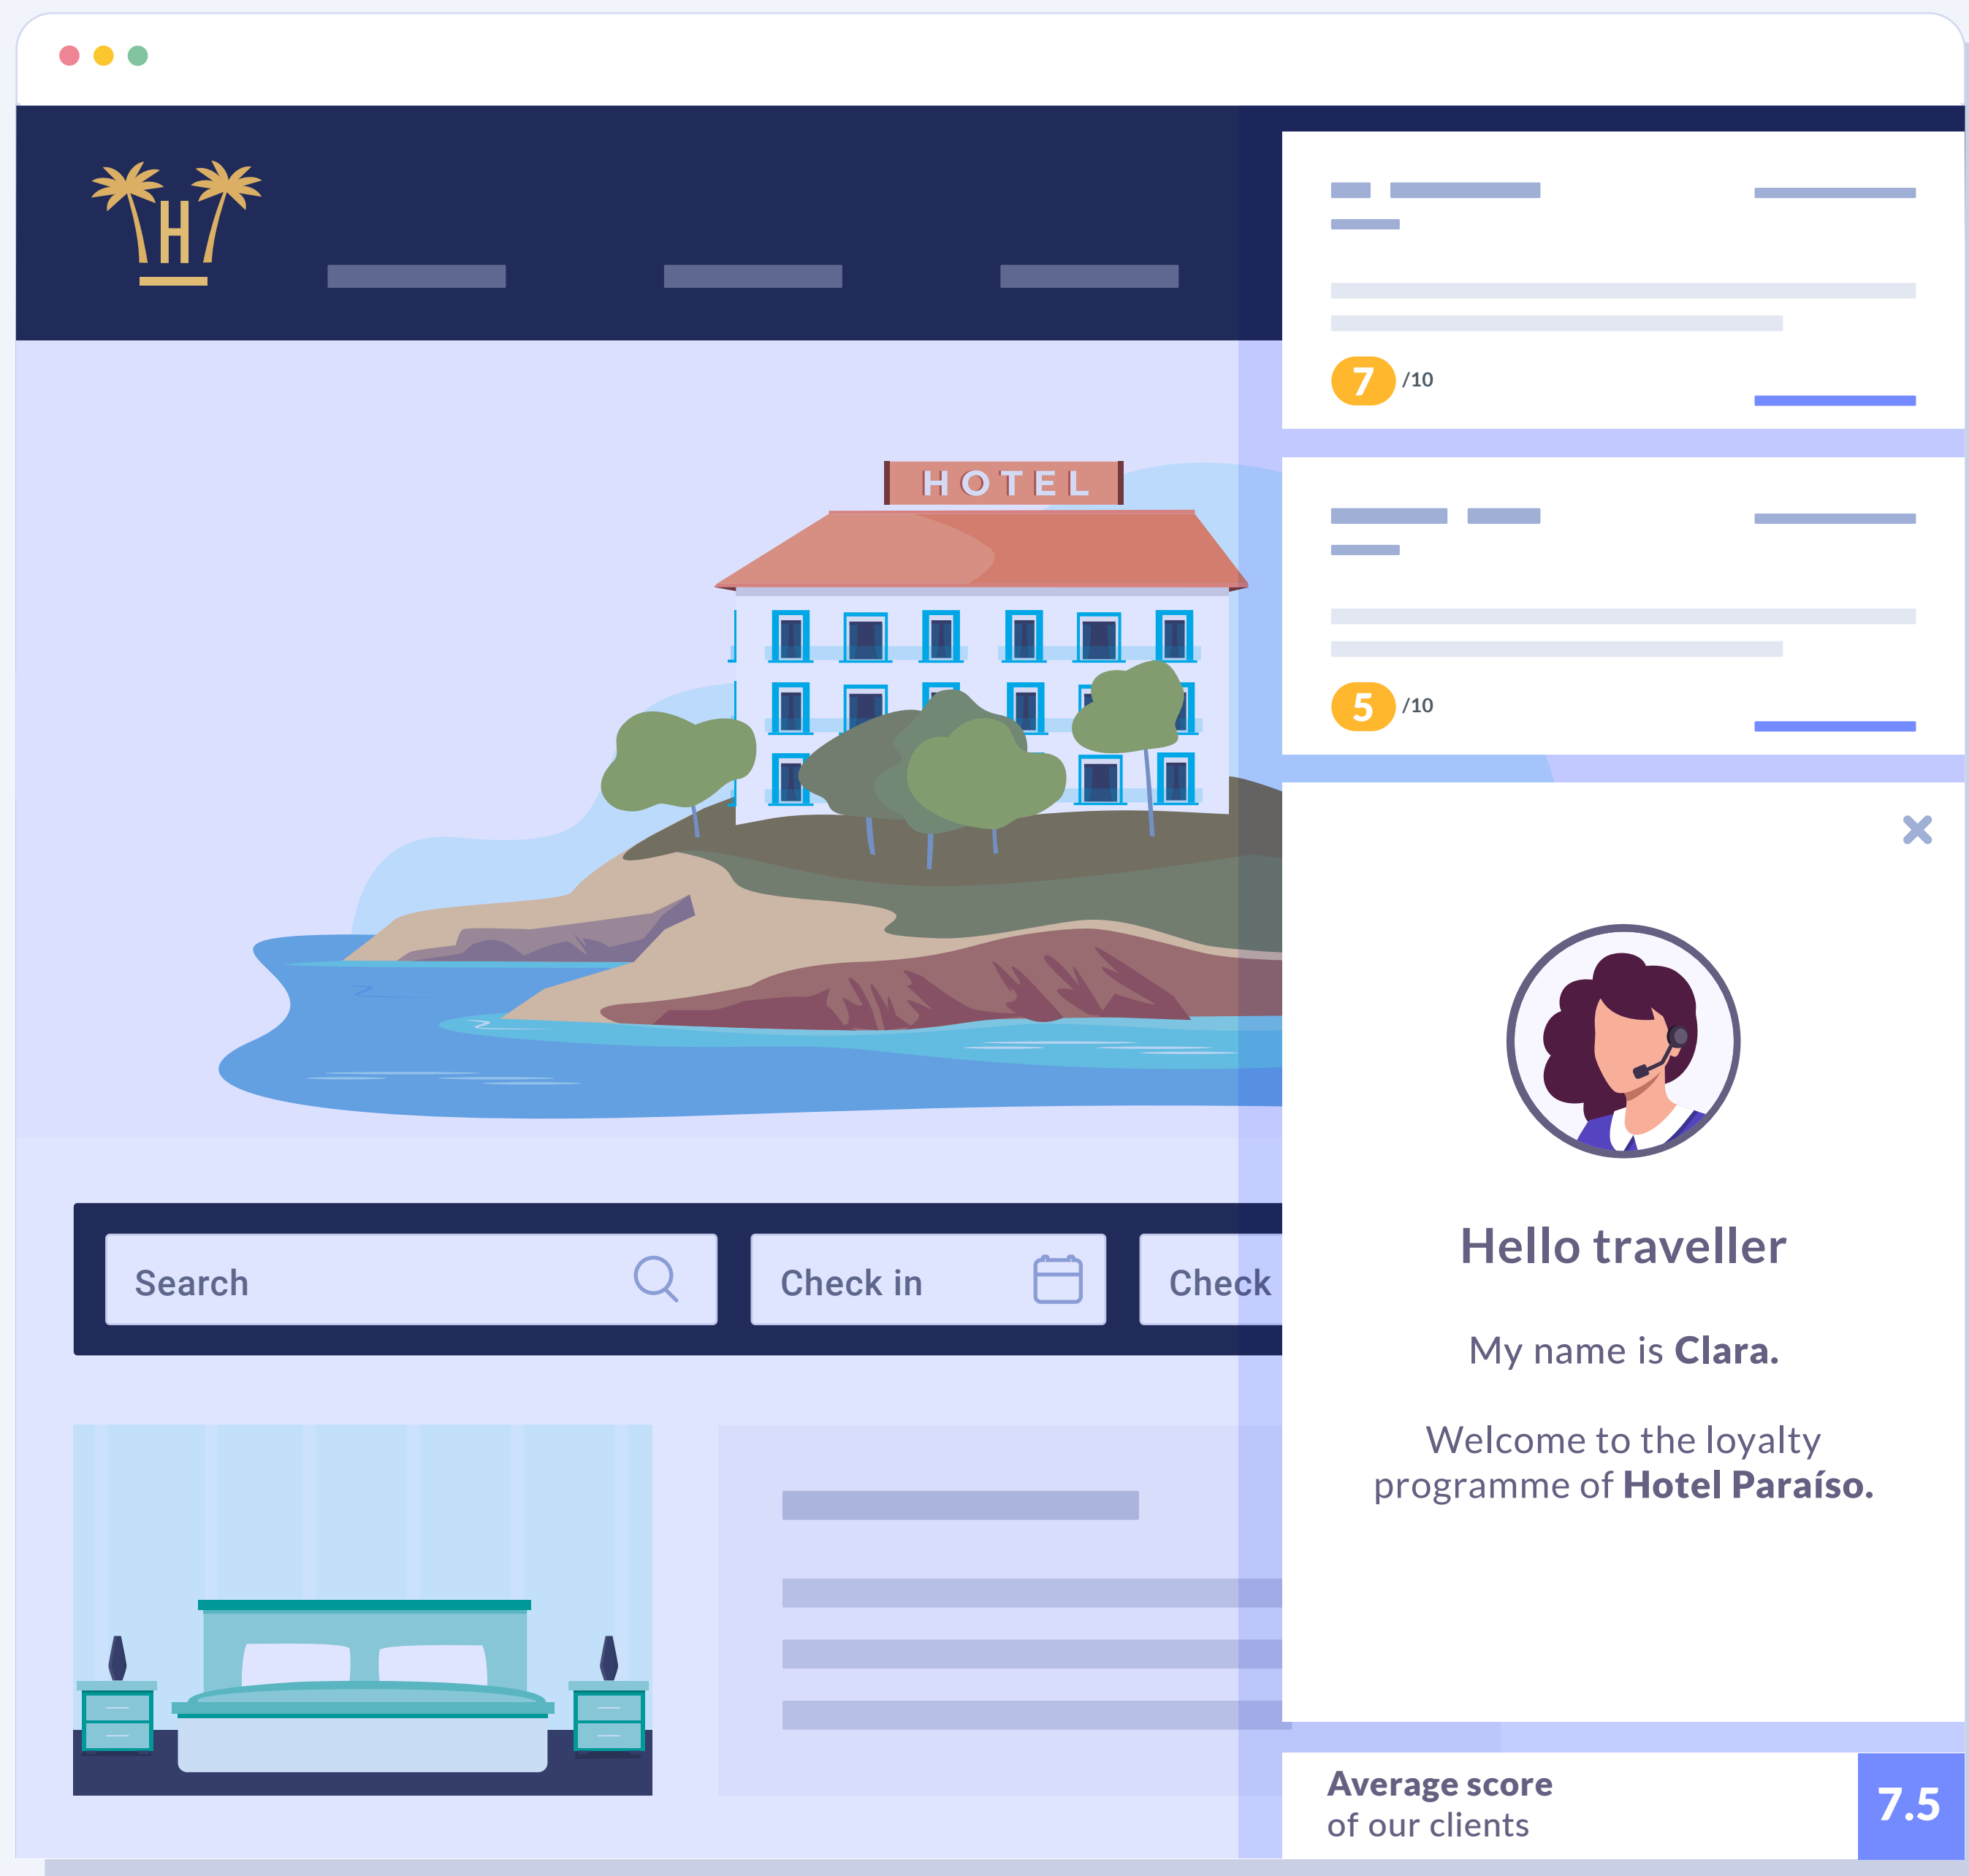 H
HOTEL
Search
Check in
Check
7 /10
5 /10
Hello traveller
My name is Clara.
Welcome to the loyalty
programme of Hotel Paraíso.
Average score
of our clients
7.5